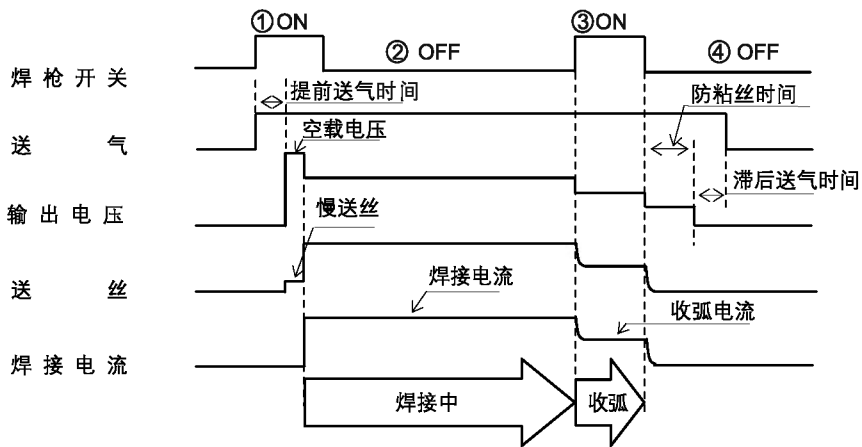 ①ON
③ON
② OFF
④ OFF
焊枪开关
提前送气时间
防粘丝时间
送气
空载电压
滞后送气时间
输出电压
慢送丝
送丝
焊接电流
收弧电流
焊接电流
焊接中
收弧